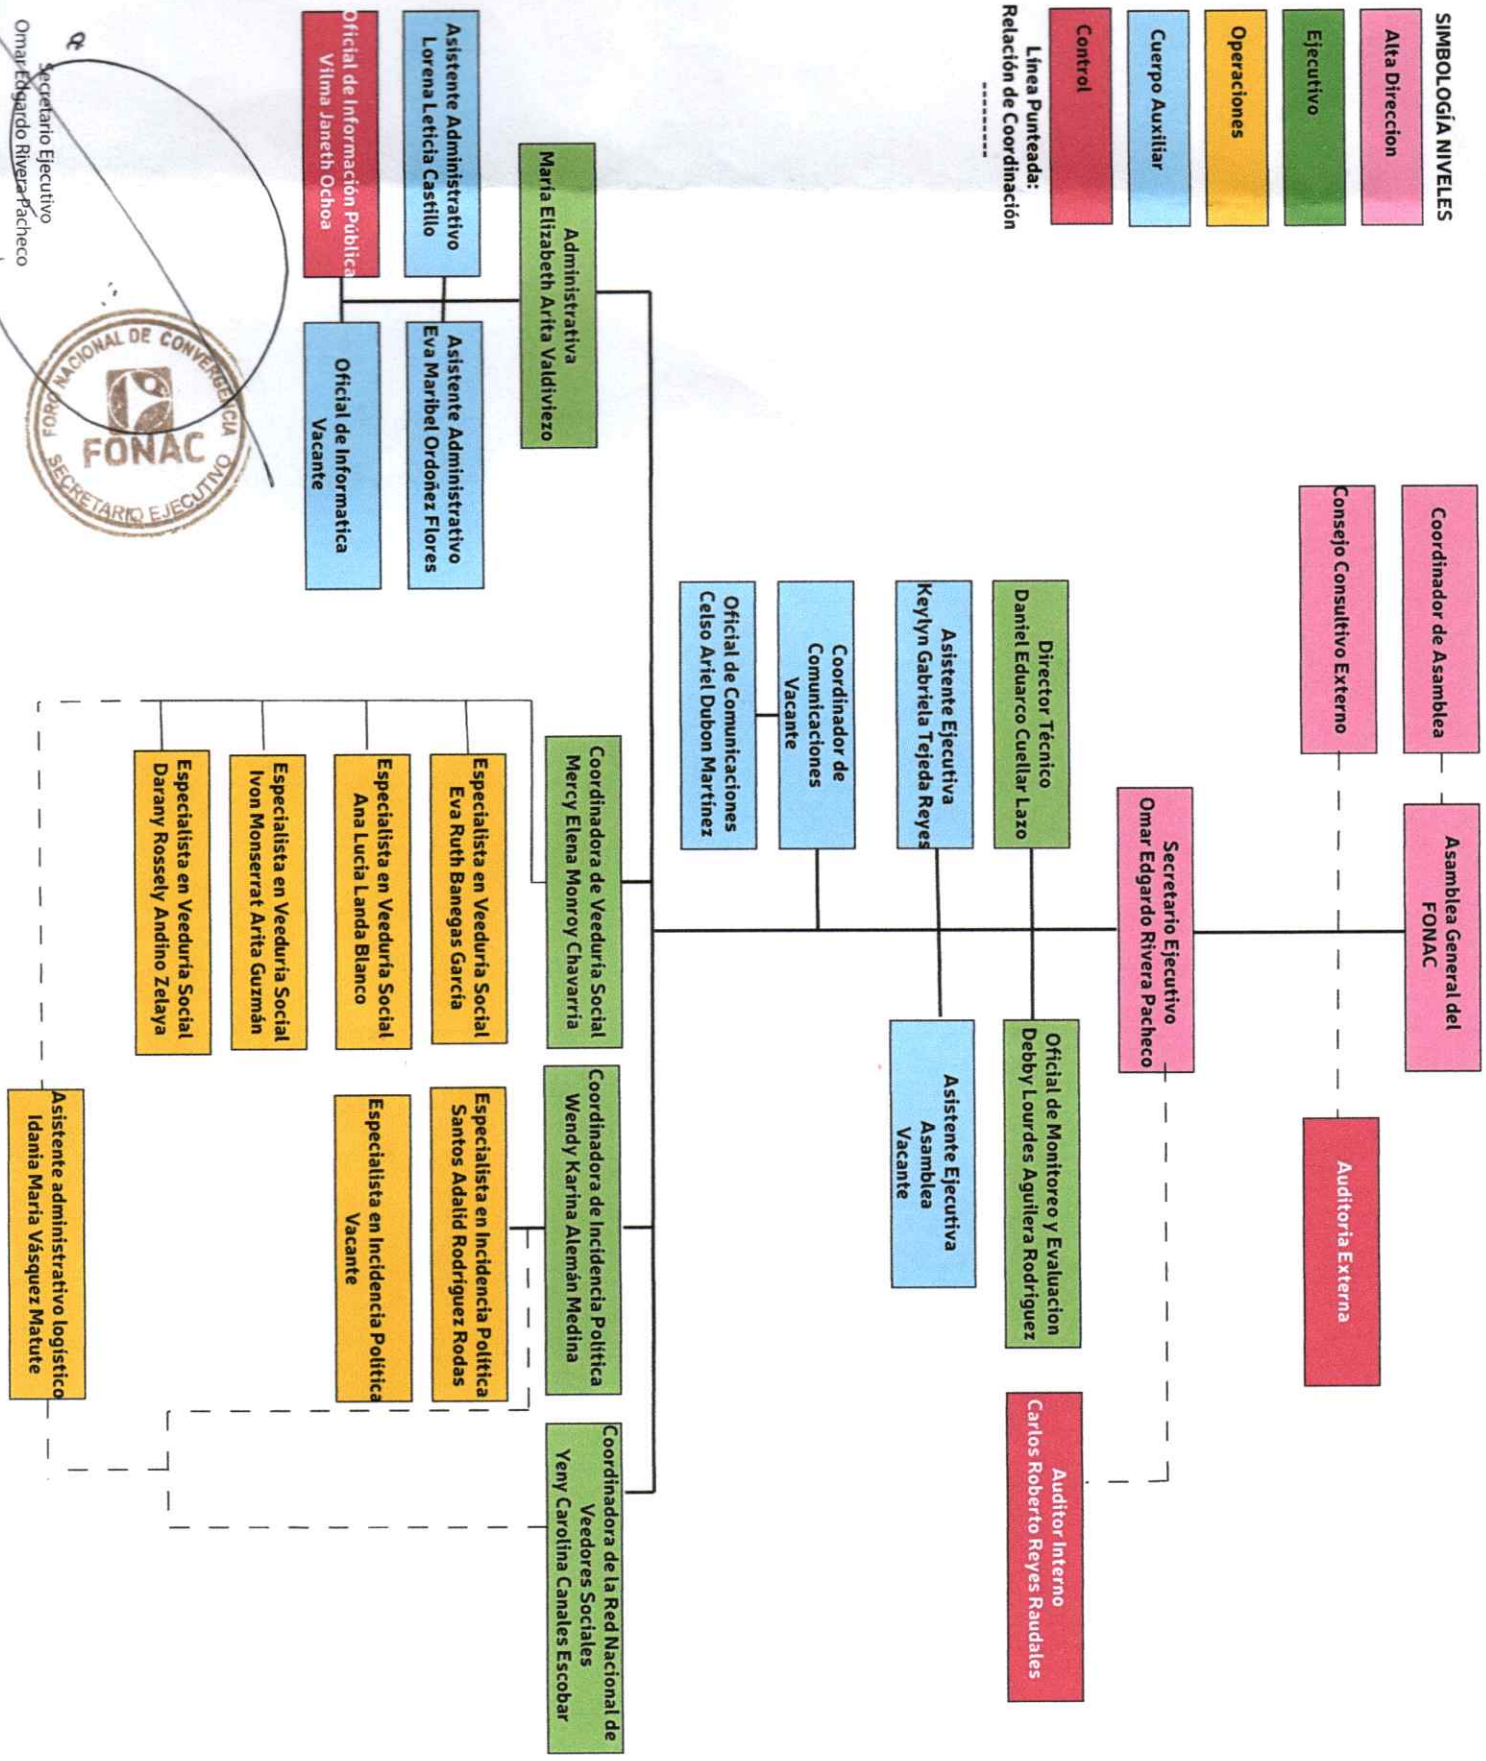 SIMBOLOGÍA NIVELES
Alta Direccion
Ejecutivo
Operaciones
Cuerpo Auxiliar
Control
Línea Punteada:
Relación de Coordinación
Coordinador de Asamblea
Asamblea General del
FONAC
Consejo Consultivo Externo
Auditoria Externa
Secretario Ejecutivo
Omar Edgardo Rivera Pacheco
Director Técnico
Daniel Eduarco Cuellar Lazo
Oficial de Monitoreo y Evaluacion
Debby Lourdes Aguilera Rodriguez
Auditor Interno
Carlos Roberto Reyes Raudales
Asistente Ejecutiva
Keylyn Gabriela Tejeda Reyes
Asistente Ejecutiva
Asamblea
Vacante
Coordinador de
Comunicaciones
Vacante
Oficial de Comunicaciones
Celso Ariel Dubon Martínez
Administrativa
María Elizabeth Arita Valdiviezo
Coordinadora de Veeduría Social
Mercy Elena Monroy Chavarria
Coordinadora de Incidencia Política
Wendy Karina Alemán Medina
Coordinadora de la Red Nacional de
Veedores Sociales
Yeny Carolina Canales Escobar
Asistente Administrativo
Lorena Leticia Castillo
Asistente Administrativo
Eva Maribel Ordoñez Flores
Especialista en Veeduría Social
Eva Ruth Banegas García
Especialista en Incidencia Política
Santos Adalid Rodríguez Rodas
Oficial de Información Pública
Vilma Janeth Ochoa
Oficial de Informatica
Vacante
Especialista en Veeduría Social
Ana Lucia Landa Blanco
Especialista en Incidencia Política
Vacante
Especialista en Veeduría Social
Ivon Monserrat Arita Guzmán
Especialista en Veeduría Social
Darany Rossely Andino Zelaya
Asistente administrativo logístico
Idania María Vásquez Matute
Secretario Ejecutivo
Omar Edgardo Rivera Pacheco
FORO NACIONAL DE CONVERGENCIA
FONAC
SECRETARIO EJECUTIVO